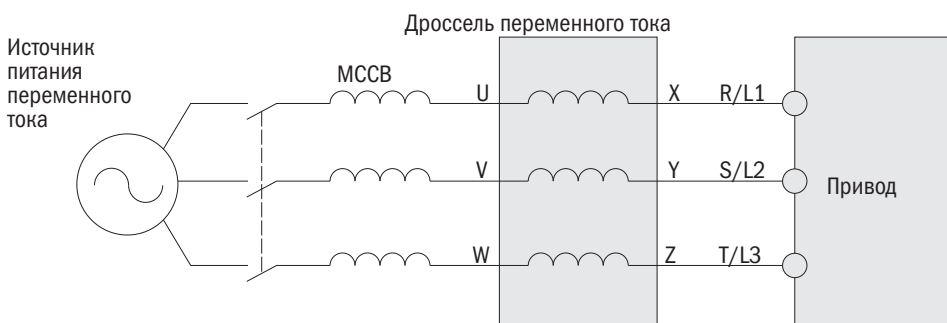 Дроссель переменного тока
Источник
питания
переменного
тока
MCCB
U
X
R/L1
V
Y
S/L2
Привод
W
Z
T/L3